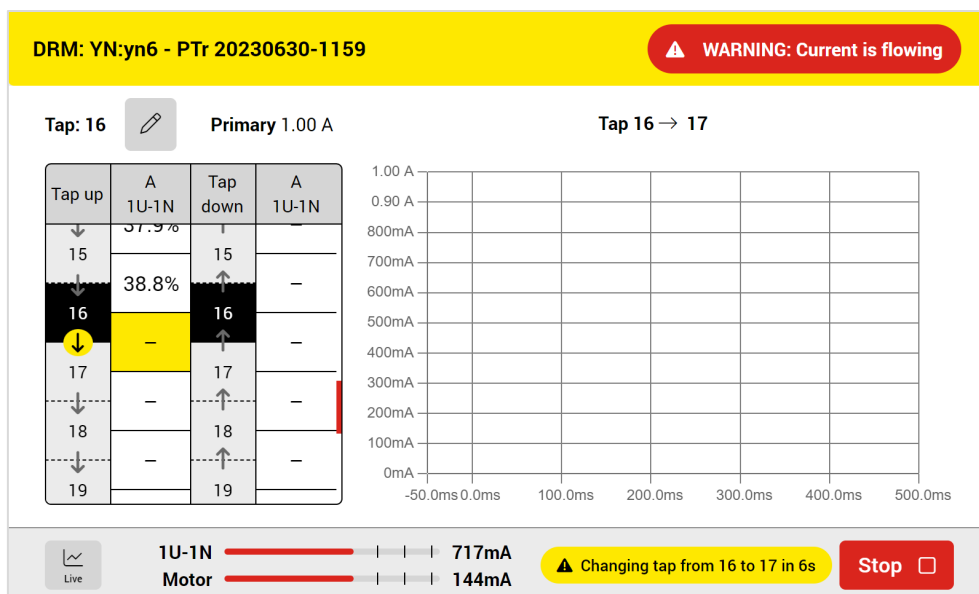 DRM: YN:yn6 - PTr 20230630-1159
WARNING: Current is flowing
Tap: 16
Primary 1.00 A
Tap 16 → 17
Tap up
A
1U-1N
Tap
down
A
1U-1N
37.9%
–
15
15
38.8%
–
16
16
–
–
17
17
–
–
18
18
–
–
19
19
1.00 A
0.90 A
800mA
700mA
600mA
500mA
400mA
300mA
200mA
100mA
0mA
-50.0ms 0.0ms 100.0ms 200.0ms 300.0ms 400.0ms 500.0ms
Live
1U-1N 717mA
Motor 144mA
Changing tap from 16 to 17 in 6s
Stop